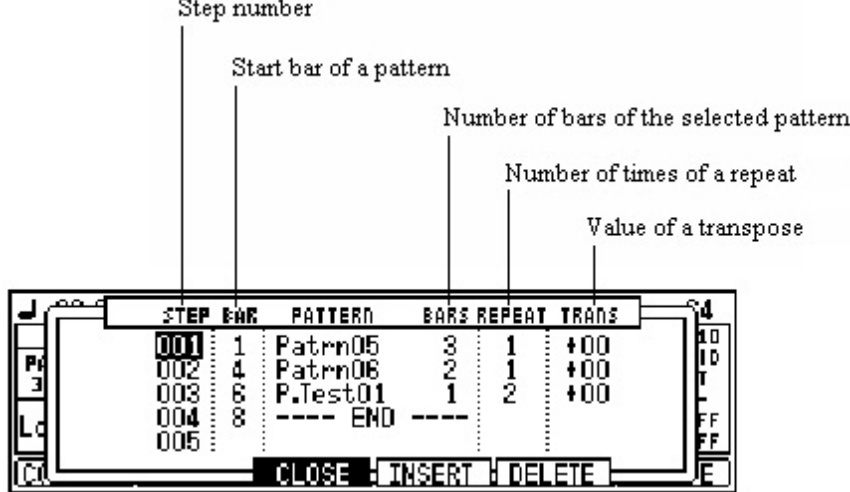 Step number
Start bar of a pattern
Number of bars of the selected pattern
Number of times of a repeat
Value of a transpose
STEP BAR PATTERN BARS REPEAT TRANS
001 1 Patrn05 3 1 +00
002 4 Patrn06 2 1 +00
003 6 P.Test01 1 2 +00
004 8 ---- END ----
005
CLOSE INSERT DELETE